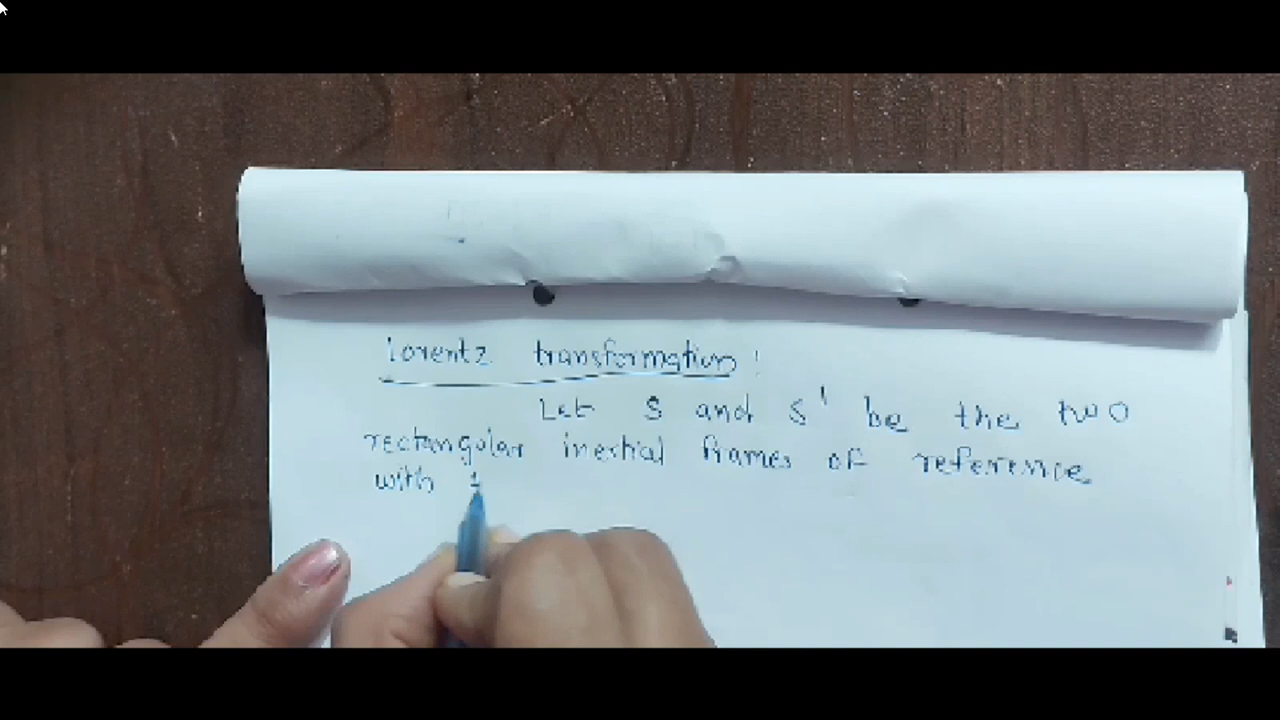 Lorentz transformation:
Let S and S' be the two
rectangular inertial frames of reference
with